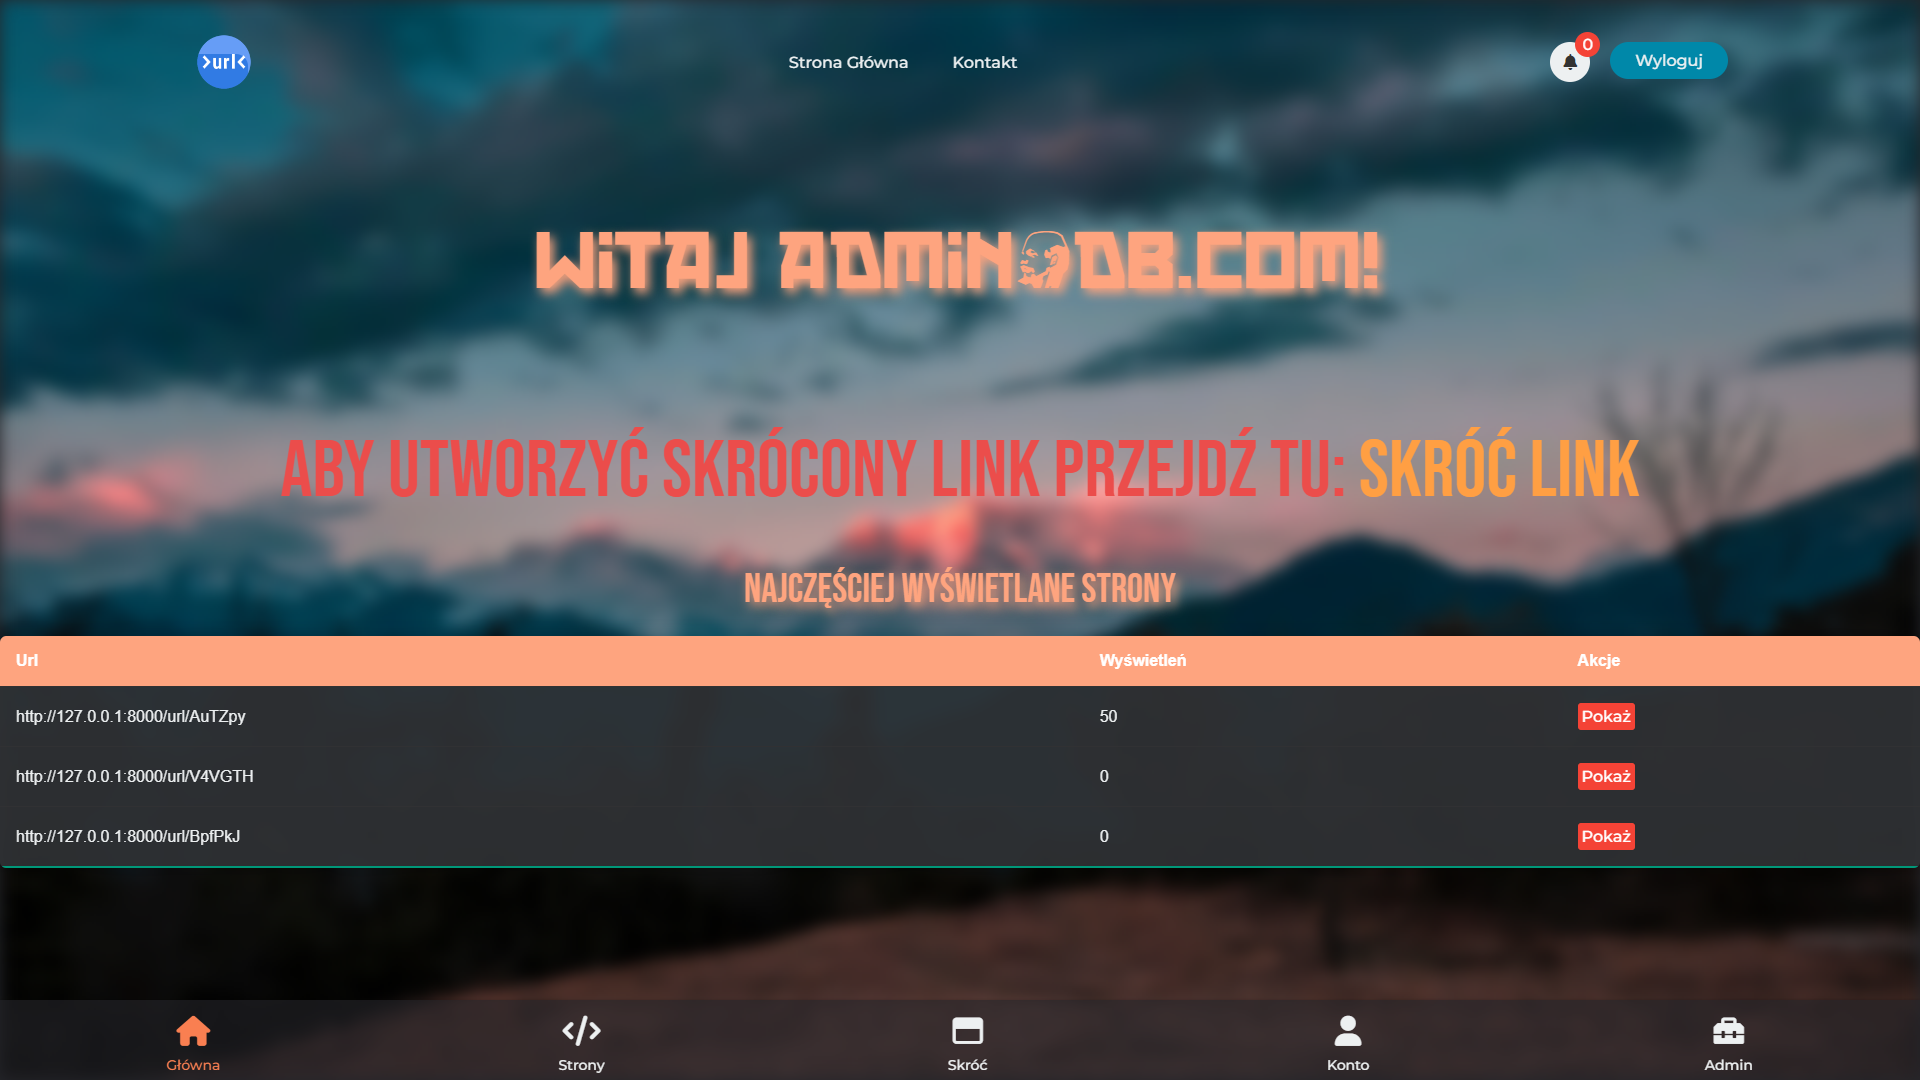 >url<
Strona Główna
Kontakt
0
Wyloguj
WiTAJ ADMiN@DB.COM!
ABY UTWORZYĆ SKRÓCONY LINK PRZEJDŹ TU: SKRÓĆ LINK
NAJCZĘŚCIEJ WYŚWIETLANE STRONY
Url Wyświetleń Akcje
http://127.0.0.1:8000/url/AuTZpy 50 Pokaż
http://127.0.0.1:8000/url/V4VGTH 0 Pokaż
http://127.0.0.1:8000/url/BpfPkJ 0 Pokaż
Główna
Strony
Skróć
Konto
Admin